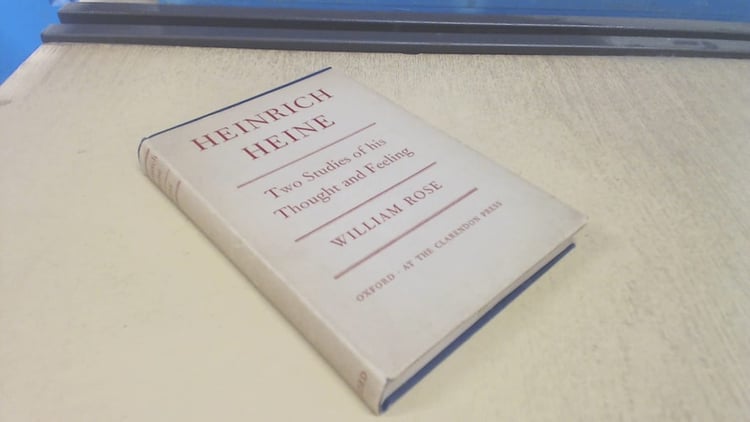 HEINRICH
HEINE
Two Studies of his
Thought and Feeling
WILLIAM ROSE
OXFORD - AT THE CLARENDON PRESS